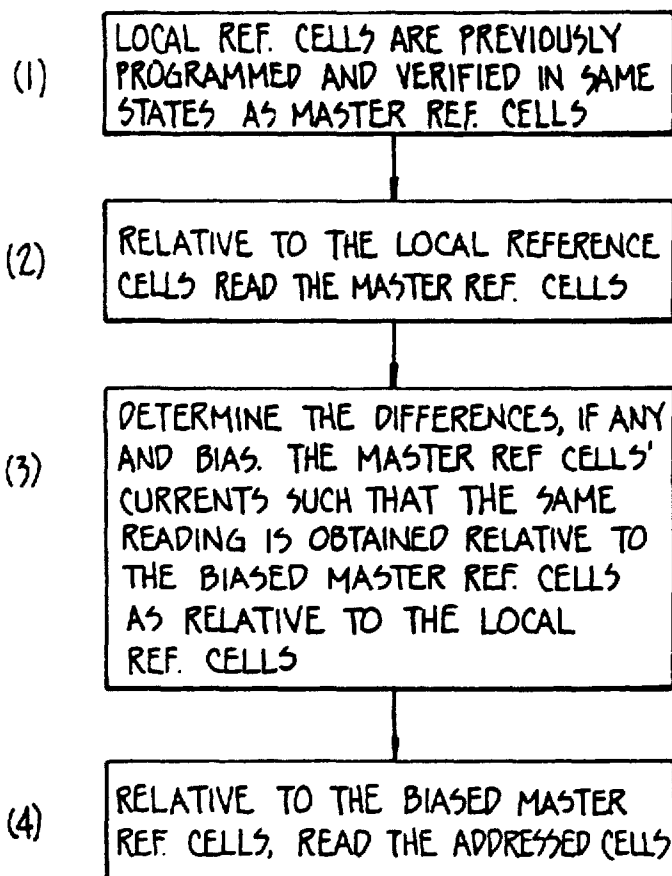 (1)
LOCAL REF. CELLS ARE PREVIOUSLY
PROGRAMMED AND VERIFIED IN SAME
STATES AS MASTER REF. CELLS
(2)
RELATIVE TO THE LOCAL REFERENCE
CELLS READ THE MASTER REF. CELLS
(3)
DETERMINE THE DIFFERENCES, IF ANY
AND BIAS. THE MASTER REF CELLS'
CURRENTS SUCH THAT THE SAME
READING IS OBTAINED RELATIVE TO
THE BIASED MASTER REF. CELLS
AS RELATIVE TO THE LOCAL
REF. CELLS
(4)
RELATIVE TO THE BIASED MASTER
REF. CELLS, READ THE ADDRESSED CELLS